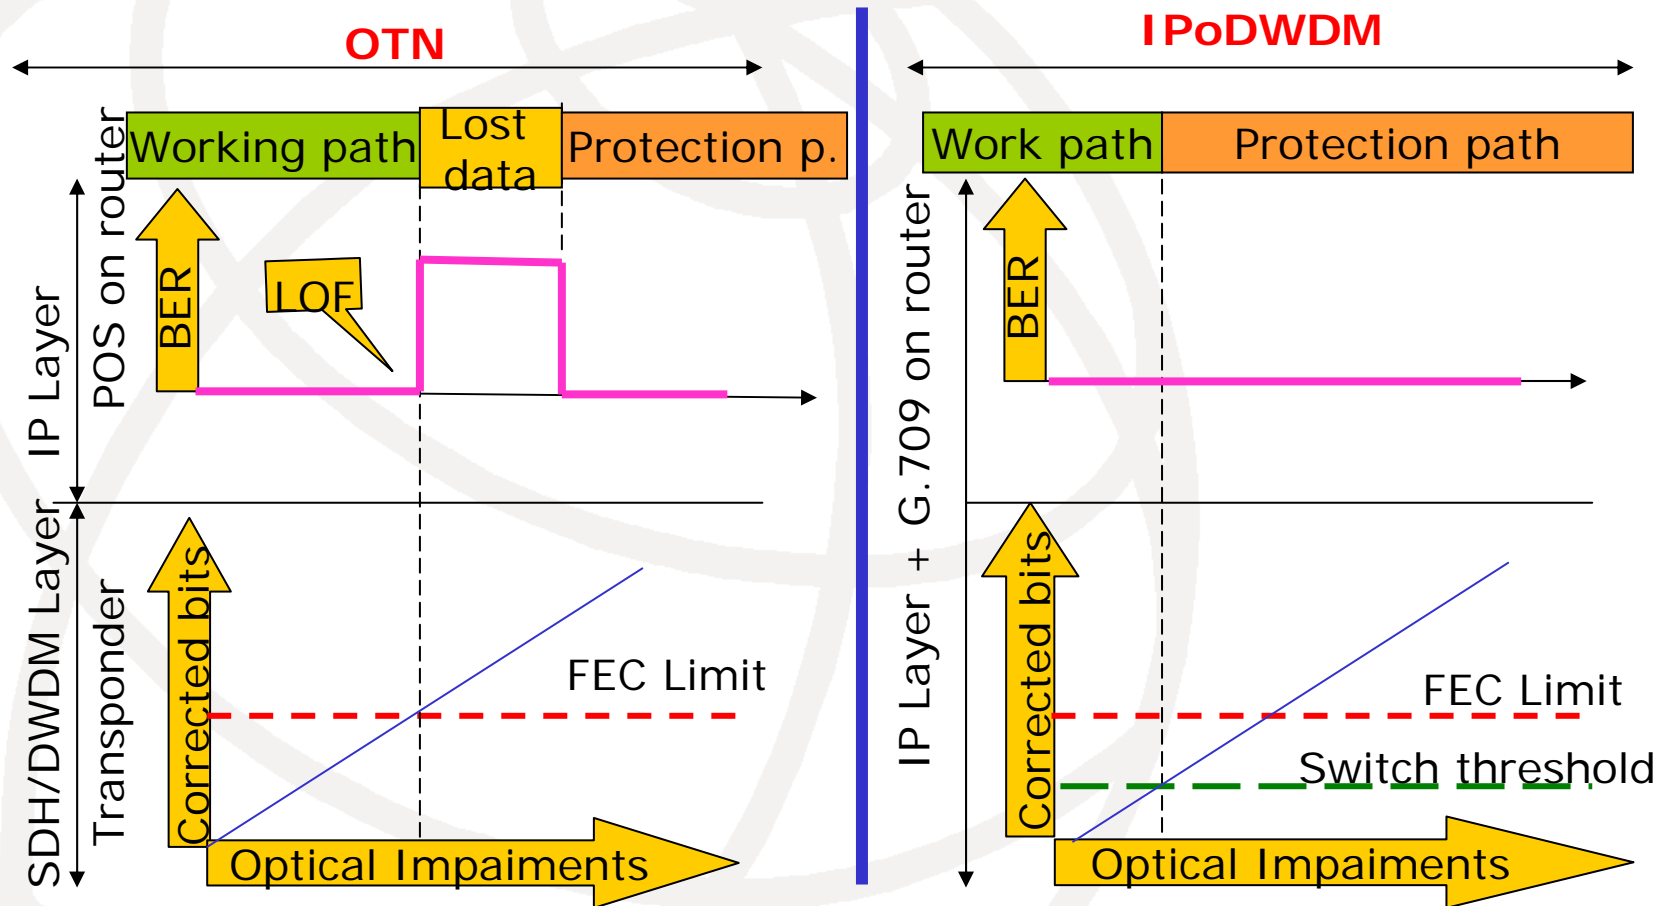 OTN
Working path
Lost
data
Protection p.
IP Layer
POS on router
BER
LOF
SDH/DWDM Layer
Transponder
Corrected bits
FEC Limit
Optical Impaiments
IPoDWDM
Work path
Protection path
IP Layer + G.709 on router
BER
Corrected bits
FEC Limit
Switch threshold
Optical Impaiments